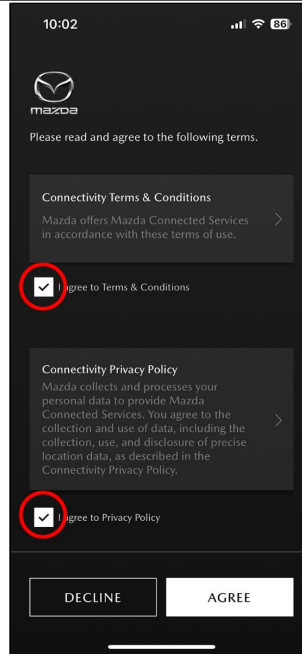 10:02
86
mazda
Please read and agree to the following terms.
Connectivity Terms & Conditions
Mazda offers Mazda Connected Services
in accordance with these terms of use.
I agree to Terms & Conditions
Connectivity Privacy Policy
Mazda collects and processes your
personal data to provide Mazda
Connected Services. You agree to the
collection and use of data, including the
collection, use, and disclosure of precise
location data, as described in the
Connectivity Privacy Policy.
I agree to Privacy Policy
DECLINE
AGREE